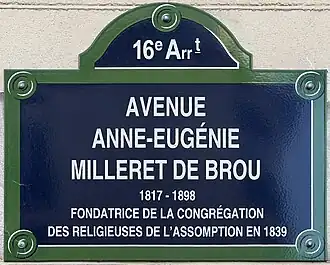 16e Arrt
AVENUE
ANNE-EUGÉNIE
MILLERET DE BROU
1817 - 1898
FONDATRICE DE LA CONGRÉGATION
DES RELIGIEUSES DE L'ASSOMPTION EN 1839